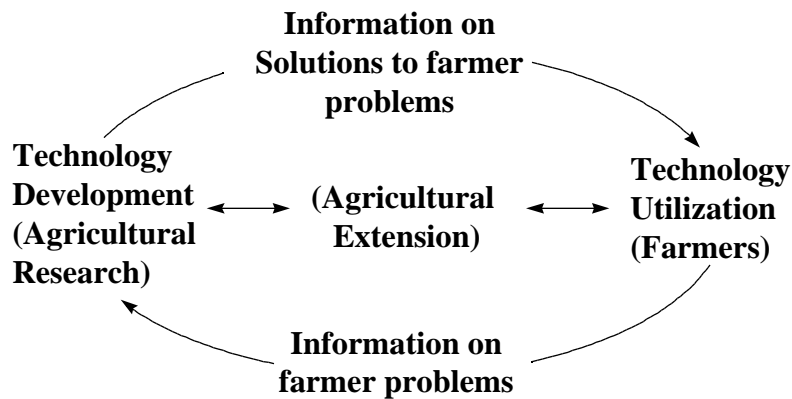 Information on
Solutions to farmer
problems
Technology
Development
(Agricultural
Research)
(Agricultural
Extension)
Technology
Utilization
(Farmers)
Information on
farmer problems